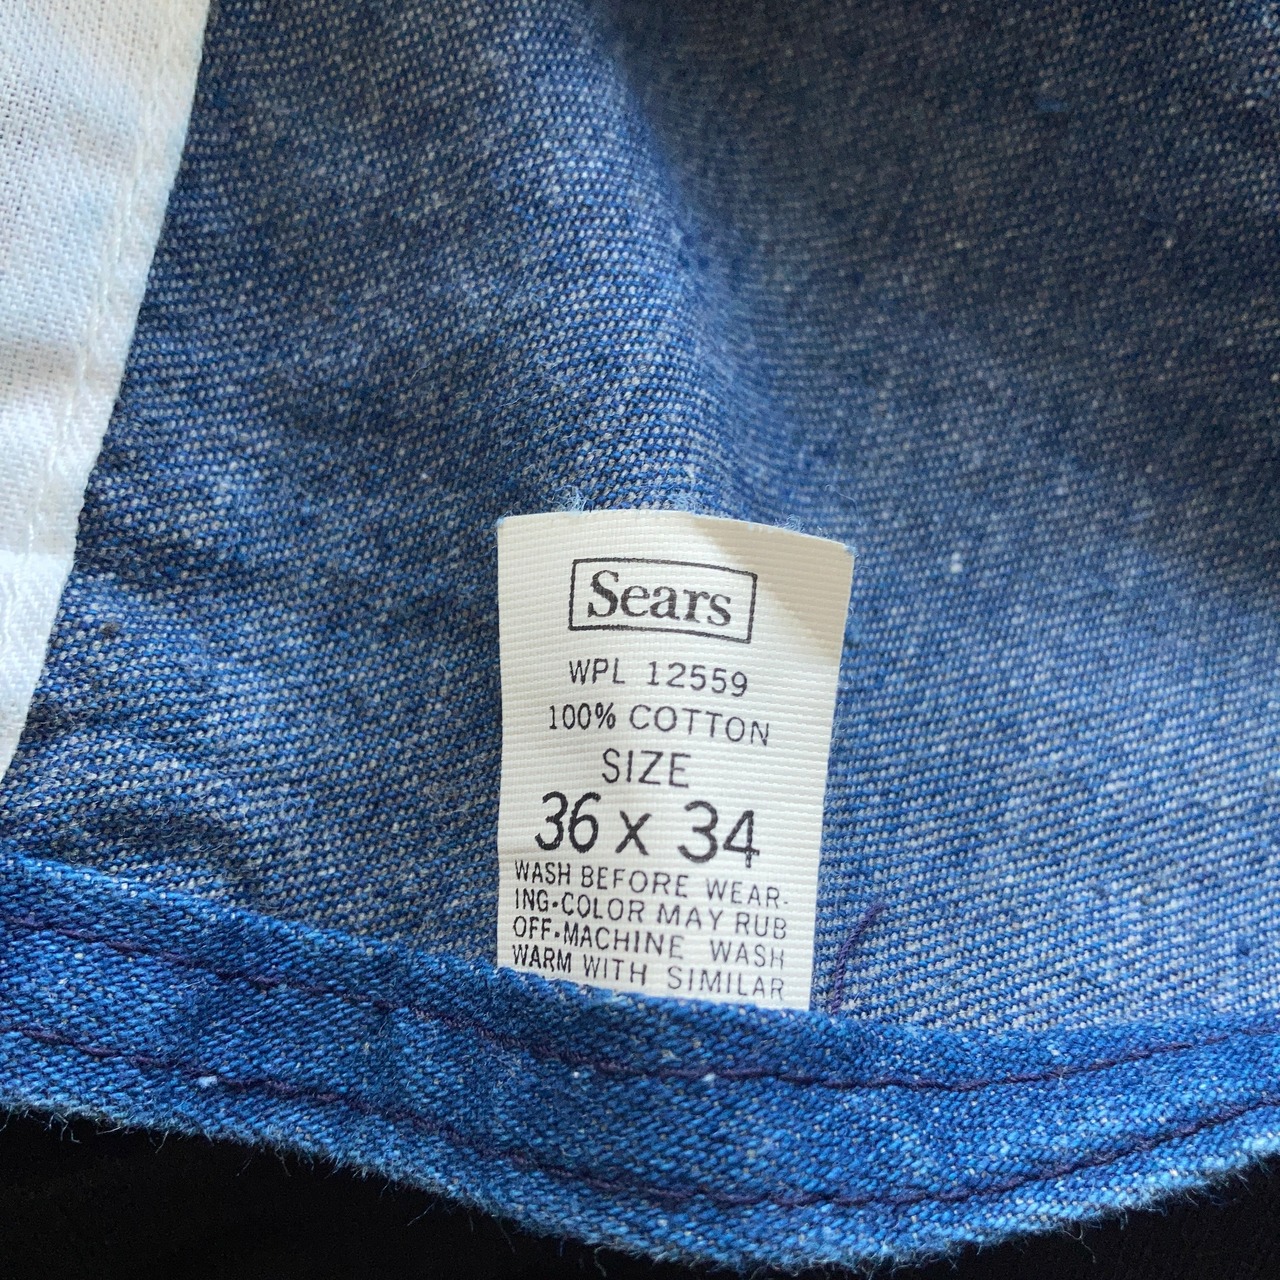 Sears
WPL 12559
100% COTTON
SIZE
36 x 34
WASH BEFORE WEAR-
ING-COLOR MAY RUB
OFF-MACHINE WASH
WARM WITH SIMILAR